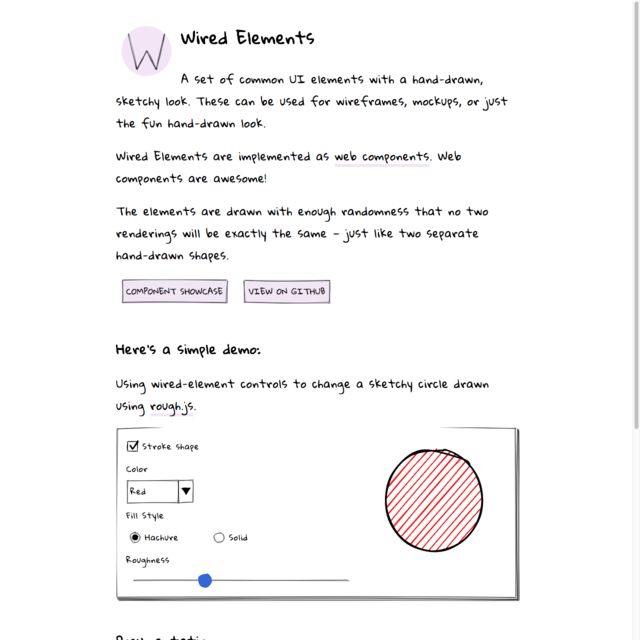 W
Wired Elements
A set of common UI elements with a hand-drawn,
sketchy look. These can be used for wireframes, mockups, or just
the fun hand-drawn look.
Wired Elements are implemented as web components. Web
components are awesome!
The elements are drawn with enough randomness that no two
renderings will be exactly the same - just like two separate
hand-drawn shapes.
COMPONENT SHOWCASE VIEW ON GITHUB
Here's a simple demo:
Using wired-element controls to change a sketchy circle drawn
using rough.js.
Stroke shape
Color
Red
Fill Style
Hachure Solid
Roughness